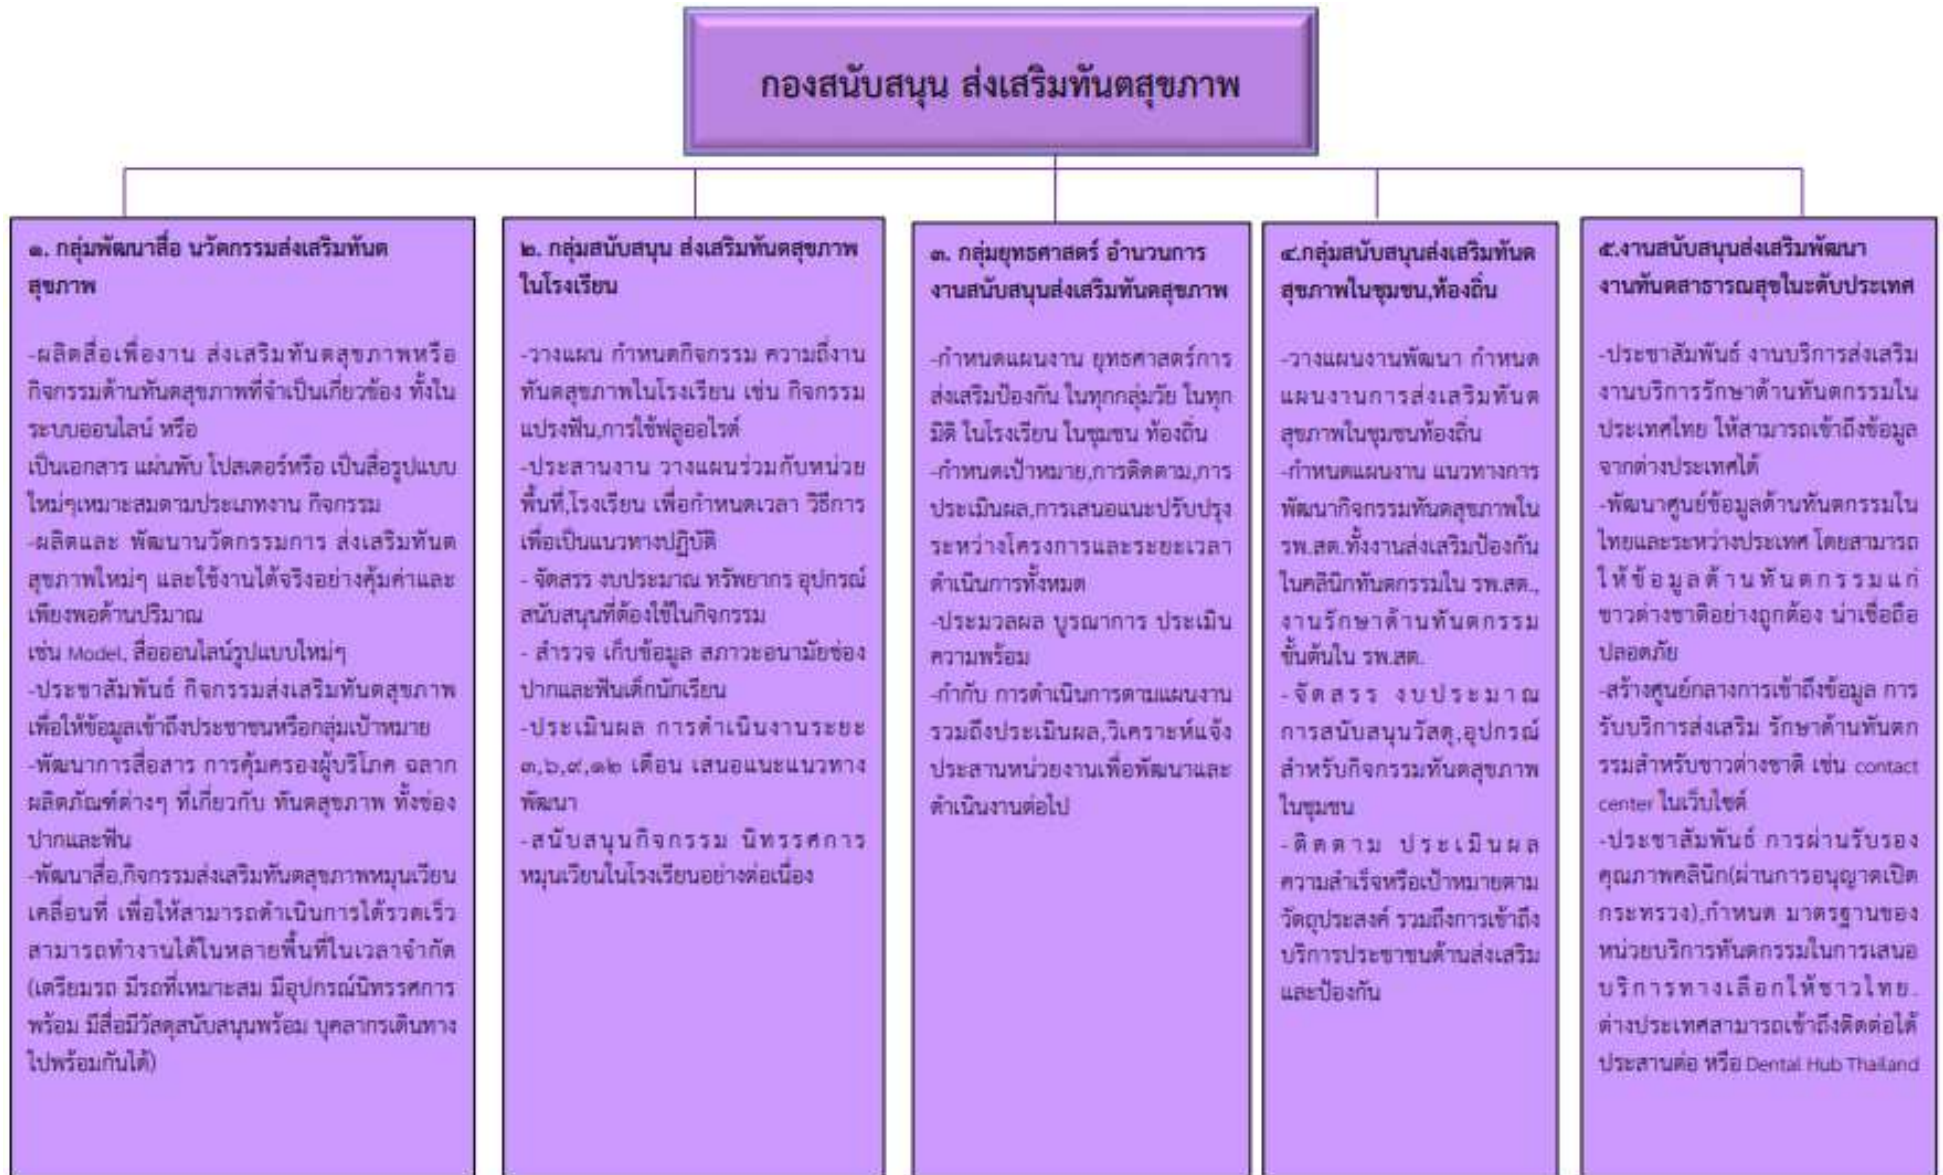 กองสนับสนุน ส่งเสริมทันตสุขภาพ
๑. กลุ่มพัฒนาสื่อ นวัตกรรมส่งเสริมทันต
สุขภาพ
-ผลิตสื่อเพื่องาน ส่งเสริมทันตสุขภาพหรือ
กิจกรรมด้านทันตสุขภาพที่จำเป็นเกี่ยวข้อง ทั้งใน
ระบบออนไลน์ หรือ
เป็นเอกสาร แผ่นพับ โปสเตอร์หรือ เป็นสื่อรูปแบบ
ใหม่ๆเหมาะสมตามประเภทงาน กิจกรรม
-ผลิตและ พัฒนานวัตกรรมการ ส่งเสริมทันต
สุขภาพใหม่ๆ และใช้งานได้จริงอย่างคุ้มค่าและ
เพียงพอด้านปริมาณ
เช่น Model, สื่อออนไลน์รูปแบบใหม่ๆ
-ประชาสัมพันธ์ กิจกรรมส่งเสริมทันตสุขภาพ
เพื่อให้ข้อมูลเข้าถึงประชาชนหรือกลุ่มเป้าหมาย
-พัฒนาการสื่อสาร การคุ้มครองผู้บริโภค ฉลาก
ผลิตภัณฑ์ต่างๆ ที่เกี่ยวกับ ทันตสุขภาพ ทั้งช่อง
ปากและฟัน
-พัฒนาสื่อ,กิจกรรมส่งเสริมทันตสุขภาพหมุนเวียน
เคลื่อนที่ เพื่อให้สามารถดำเนินการได้รวดเร็ว
สามารถทำงานได้ในหลายพื้นที่ในเวลาจำกัด
(เตรียมรถ มีรถที่เหมาะสม มีอุปกรณ์นิทรรศการ
พร้อม มีสื่อมีวัสดุสนับสนุนพร้อม บุคลากรเดินทาง
ไปพร้อมกันได้)
๒. กลุ่มสนับสนุน ส่งเสริมทันตสุขภาพ
ในโรงเรียน
-วางแผน กำหนดกิจกรรม ความถี่งาน
ทันตสุขภาพในโรงเรียน เช่น กิจกรรม
แปรงฟัน,การใช้ฟลูออไรด์
-ประสานงาน วางแผนร่วมกับหน่วย
พื้นที่,โรงเรียน เพื่อกำหนดเวลา วิธีการ
เพื่อเป็นแนวทางปฏิบัติ
- จัดสรร งบประมาณ ทรัพยากร อุปกรณ์
สนับสนุนที่ต้องใช้ในกิจกรรม
- สำรวจ เก็บข้อมูล สภาวะอนามัยช่อง
ปากและฟันเด็กนักเรียน
-ประเมินผล การดำเนินงานระยะ
๓,๖,๙,๑๒ เดือน เสนอแนะแนวทาง
พัฒนา
-สนับสนุนกิจกรรม นิทรรศการ
หมุนเวียนในโรงเรียนอย่างต่อเนื่อง
๓. กลุ่มยุทธศาสตร์ อำนวนการ
งานสนับสนุนส่งเสริมทันตสุขภาพ
-กำหนดแผนงาน ยุทธศาสตร์การ
ส่งเสริมป้องกัน ในทุกกลุ่มวัย ในทุก
มิติ ในโรงเรียน ในชุมชน ท้องถิ่น
-กำหนดเป้าหมาย,การติดตาม,การ
ประเมินผล,การเสนอแนะปรับปรุง
ระหว่างโครงการและระยะเวลา
ดำเนินการทั้งหมด
-ประมวลผล บูรณาการ ประเมิน
ความพร้อม
-กำกับ การดำเนินการตามแผนงาน
รวมถึงประเมินผล,วิเคราะห์แจ้ง
ประสานหน่วยงานเพื่อพัฒนาและ
ดำเนินงานต่อไป
๔.กลุ่มสนับสนุนส่งเสริมทันต
สุขภาพในชุมชน,ท้องถิ่น
-วางแผนงานพัฒนา กำหนด
แผนงานการส่งเสริมทันต
สุขภาพในชุมชนท้องถิ่น
-กำหนดแผนงาน แนวทางการ
พัฒนากิจกรรมทันตสุขภาพใน
รพ.สต.ทั้งงานส่งเสริมป้องกัน
ในคลินิกทันตกรรมใน รพ.สต.,
งานรักษาด้านทันตกรรม
ขั้นต้นใน รพ.สต.
-จัดสรร งบประมาณ
การสนับสนุนวัสดุ,อุปกรณ์
สำหรับกิจกรรมทันตสุขภาพ
ในชุมชน
-ติดตาม ประเมินผล
ความสำเร็จหรือเป้าหมายตาม
วัตถุประสงค์ รวมถึงการเข้าถึง
บริการประชาชนด้านส่งเสริม
และป้องกัน
๕.งานสนับสนุนส่งเสริมพัฒนา
งานทันตสาธารณสุขในะดับประเทศ
-ประชาสัมพันธ์ งานบริการส่งเสริม
งานบริการรักษาด้านทันตกรรมใน
ประเทศไทย ให้สามารถเข้าถึงข้อมูล
จากต่างประเทศได้
-พัฒนาศูนย์ข้อมูลด้านทันตกรรมใน
ไทยและระหว่างประเทศ โดยสามารถ
ให้ข้อมูลด้านทันตกรรมแก่
ชาวต่างชาติอย่างถูกต้อง น่าเชื่อถือ
ปลอดภัย
-สร้างศูนย์กลางการเข้าถึงข้อมูล การ
รับบริการส่งเสริม รักษาด้านทันตก
รรมสำหรับชาวต่างชาติ เช่น contact
center ในเว็บไซต์
-ประชาสัมพันธ์ การผ่านรับรอง
คุณภาพคลินิก(ผ่านการอนุญาตเปิด
กระทรวง),กำหนด มาตรฐานของ
หน่วยบริการทันตกรรมในการเสนอ
บริการทางเลือกให้ชาวไทย.
ต่างประเทศสามารถเข้าถึงติดต่อได้
ประสานต่อ หรือ Dental Hub Thailand